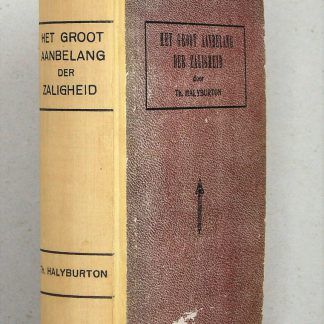 HET GROOT
AANBELANG
DER
ZALIGHEID
Th. HALYBURTON
HET GROOT AANBELANG
DER ZALIGHEID
door
Th. HALYBURTON